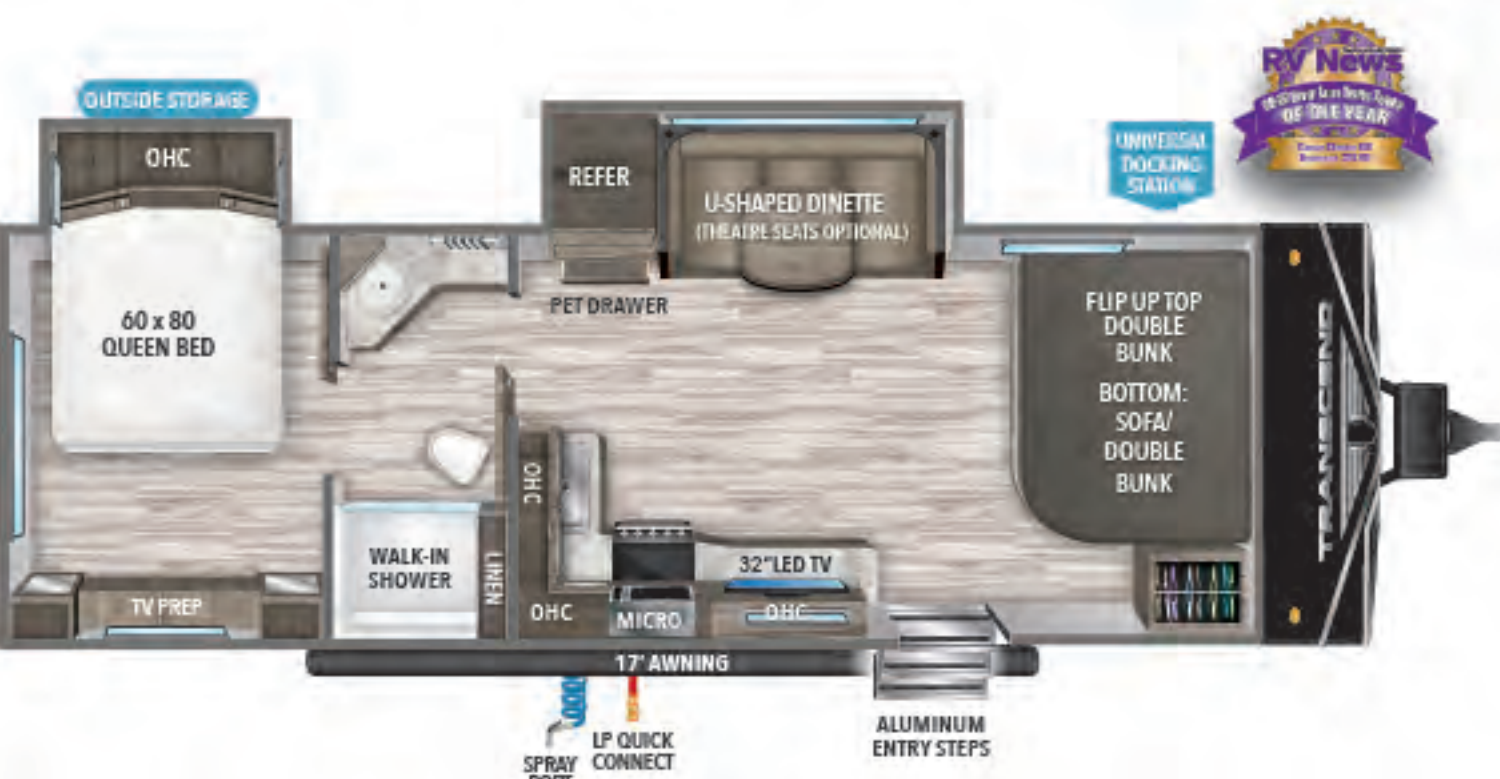 RV News
OF THE YEAR
OUTSIDE STORAGE
UNIVERSAL
DOCKING
STATION
OHC
60 x 80
QUEEN BED
REFER
U-SHAPED DINETTE
(THEATRE SEATS OPTIONAL)
PET DRAWER
FLIP UP TOP
DOUBLE
BUNK
BOTTOM:
SOFA/
DOUBLE
BUNK
TRANSCEND
OHC
WALK-IN
SHOWER
LINEN
32" LED TV
TV PREP
OHC
MICRO
OHC
17' AWNING
SPRAY
LP QUICK
CONNECT
ALUMINUM
ENTRY STEPS